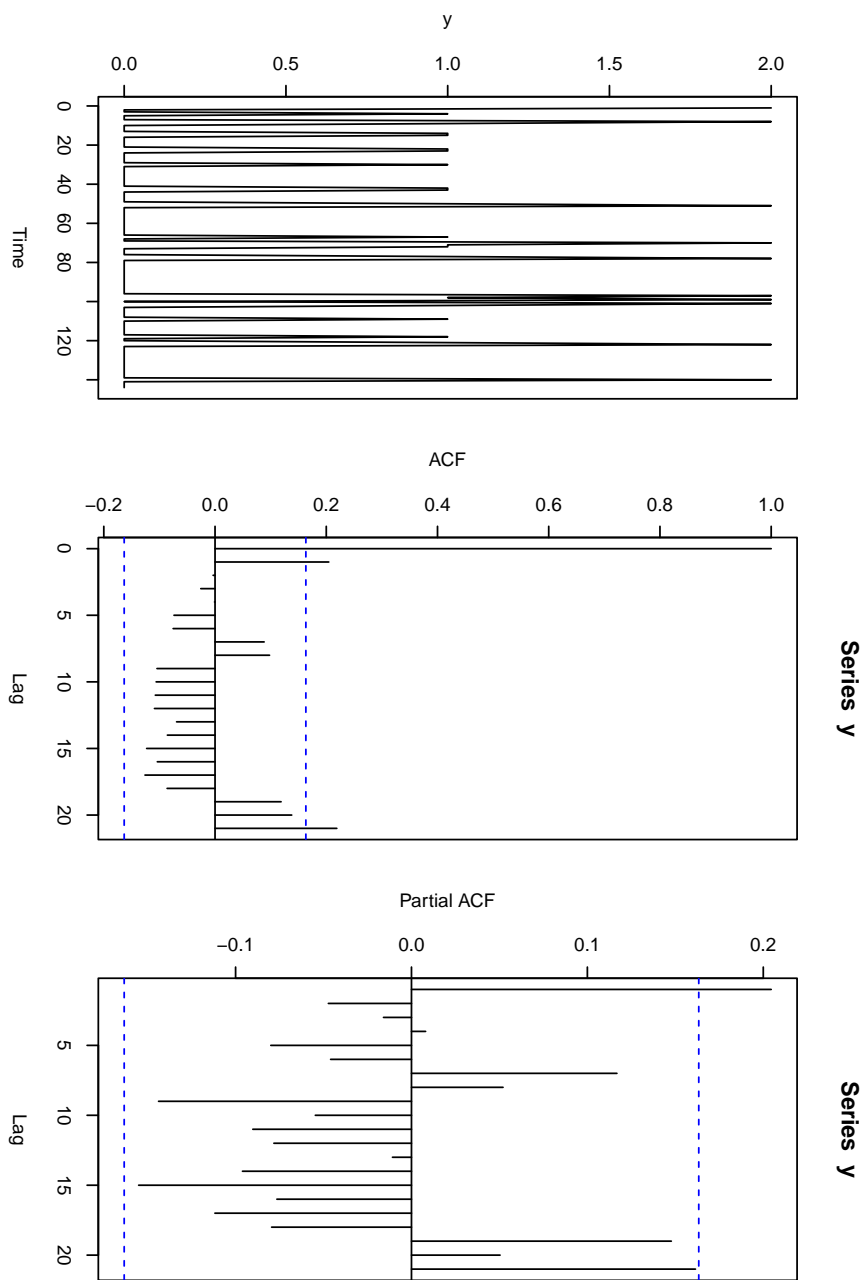 y
0.0 0.5 1.0 1.5 2.0
0 20 40 60 80 120
Time
Series y
ACF
−0.2 0.0 0.2 0.4 0.6 0.8 1.0
0 5 10 15 20
Lag
Series y
Partial ACF
−0.1 0.0 0.1 0.2
5 10 15 20
Lag